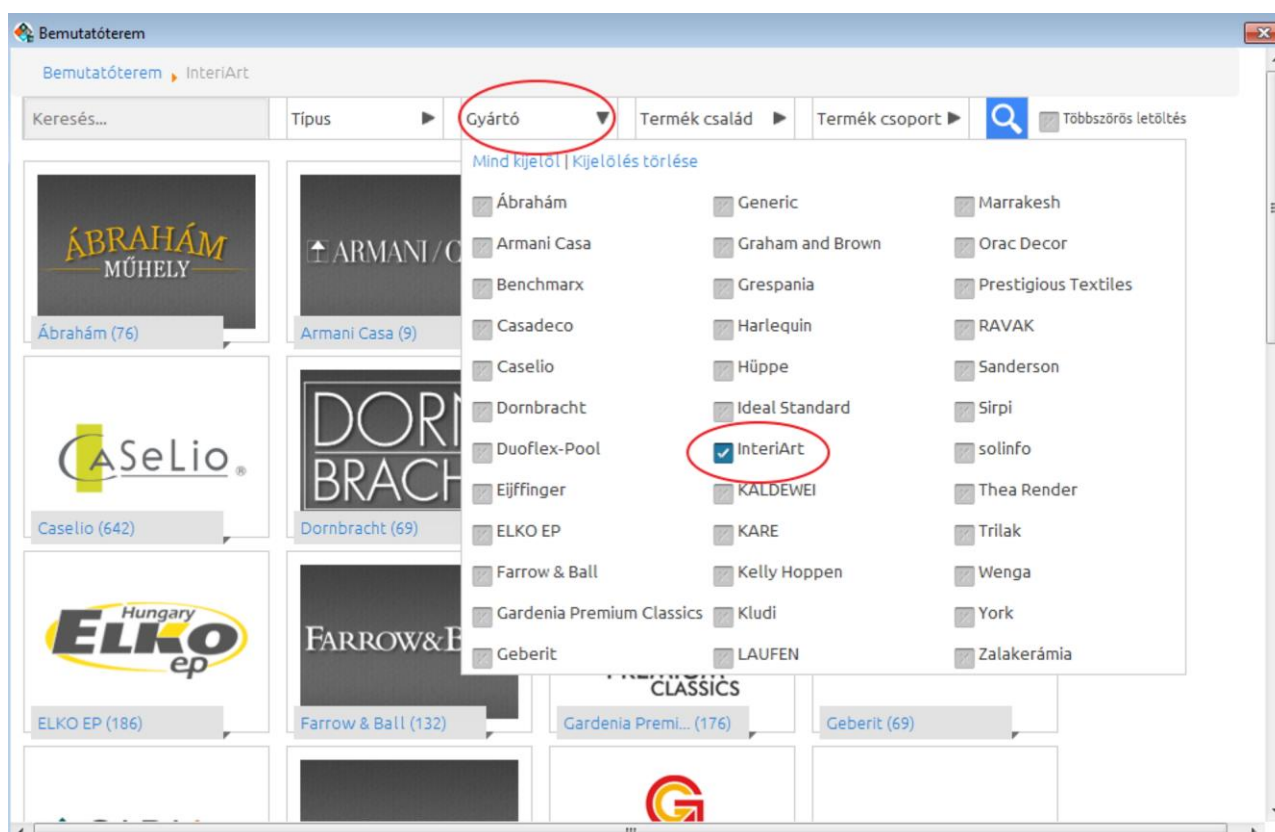 Bemutatóterem
Bemutatóterem InteriArt
Keresés... Típus Gyártó Termék család Termék csoport Többszörös letöltés
Mind kijelöl | Kijelölés törlése
Ábrahám Generic Marrakesh
Armani Casa Graham and Brown Orac Decor
Benchmarx Grespania Prestigious Textiles
Casadeco Harlequin RAVAK
Caselio Hüppe Sanderson
Dornbracht Ideal Standard Sirpi
Duoflex-Pool InteriArt solinfo
Eijffinger KALDEWEI Thea Render
ELKO EP KARE Trilak
Farrow & Ball Kelly Hoppen Wenga
Gardenia Premium Classics Kludi York
Geberit LAUFEN Zalakerámia
ÁBRAHÁM
MŰHELY
ARMANI / C
Ábrahám (76) Armani Casa (9)
CASeLio®
DOR
BRACH
Caselio (642) Dornbracht (69)
Hungary
ELKO
ep
FARROW&B
CLASSICS
ELKO EP (186) Farrow & Ball (132) Gardenia Premi... (176) Geberit (69)